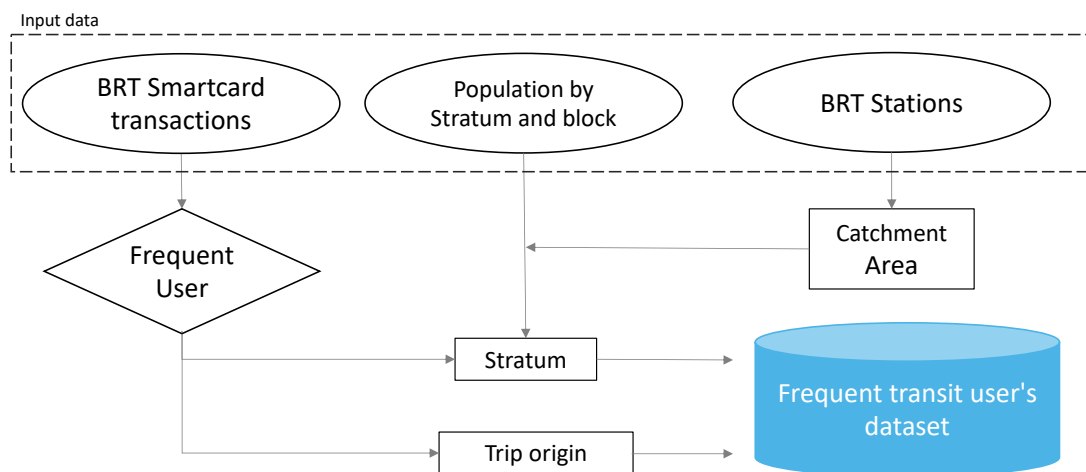 Input data
BRT Smartcard
transactions
Population by
Stratum and block
BRT Stations
Frequent
User
Catchment
Area
Stratum
Frequent transit user's
dataset
Trip origin